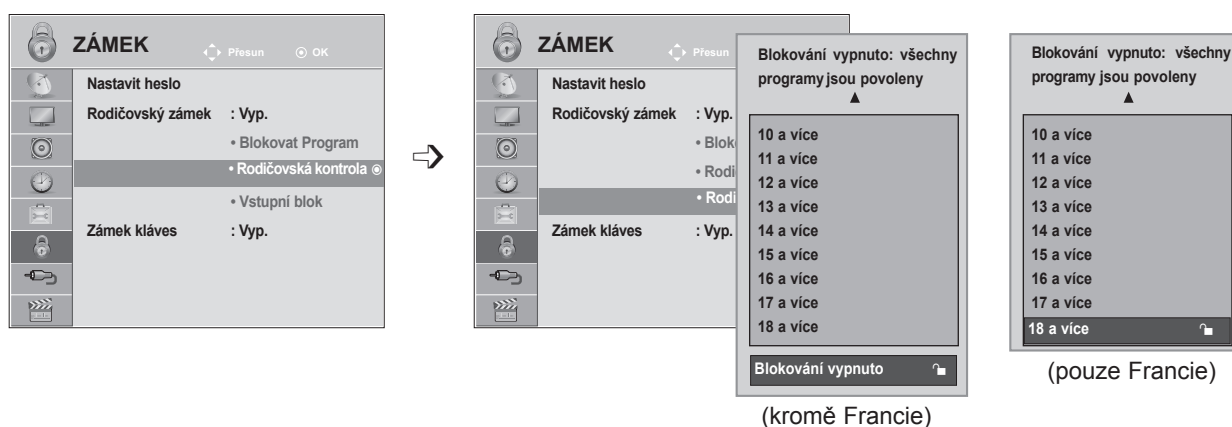 ZÁMEK
Přesun OK
Nastavit heslo
Rodičovský zámek : Vyp.
• Blokovat Program
• Rodičovská kontrola
• Vstupní blok
Zámek kláves : Vyp.
ZÁMEK
Přesun
Nastavit heslo
Rodičovský zámek : Vyp.
• Blok
• Rodi
• Rodi
Zámek kláves : Vyp.
Blokování vypnuto: všechny
programy jsou povoleny
10 a více
11 a více
12 a více
13 a více
14 a více
15 a více
16 a více
17 a více
18 a více
Blokování vypnuto
(kromě Francie)
Blokování vypnuto: všechny
programy jsou povoleny
10 a více
11 a více
12 a více
13 a více
14 a více
15 a více
16 a více
17 a více
18 a více
(pouze Francie)